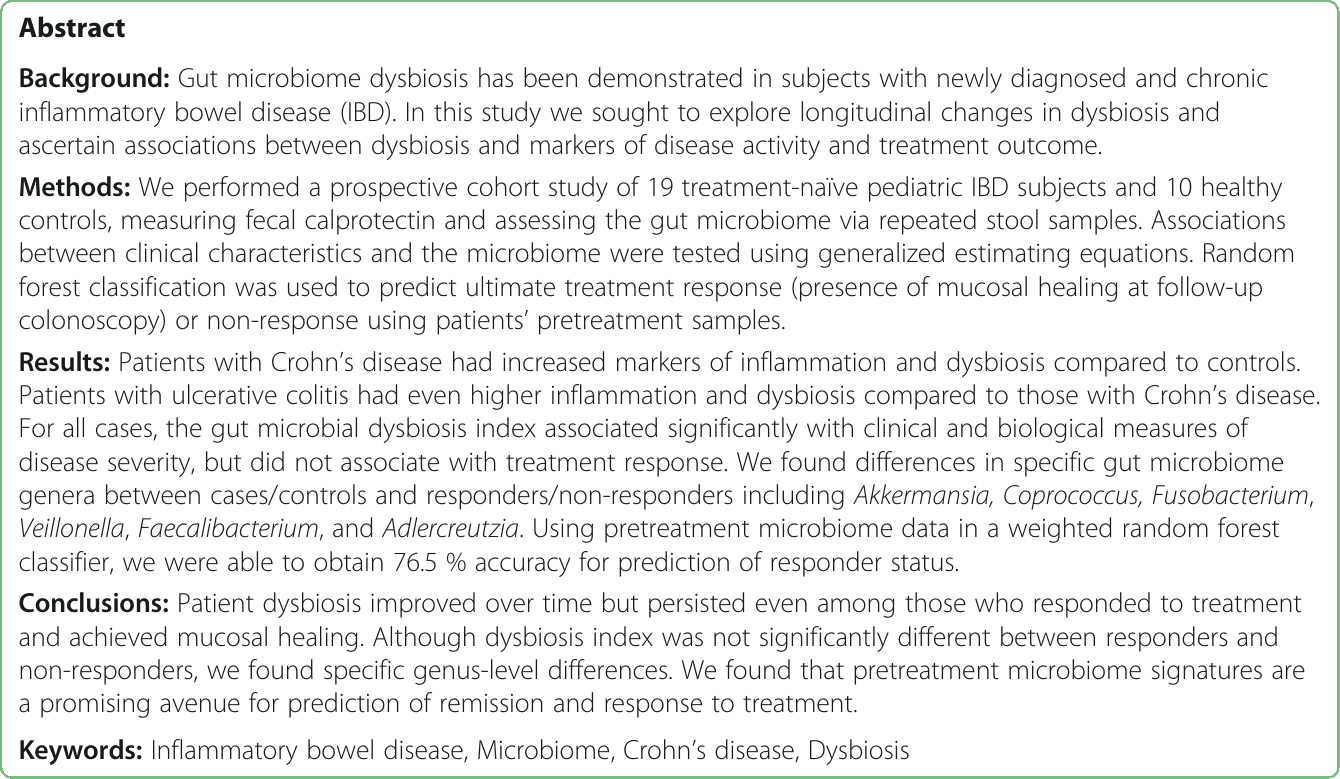 Abstract
Background: Gut microbiome dysbiosis has been demonstrated in subjects with newly diagnosed and chronic
inflammatory bowel disease (IBD). In this study we sought to explore longitudinal changes in dysbiosis and
ascertain associations between dysbiosis and markers of disease activity and treatment outcome.
Methods: We performed a prospective cohort study of 19 treatment-naïve pediatric IBD subjects and 10 healthy
controls, measuring fecal calprotectin and assessing the gut microbiome via repeated stool samples. Associations
between clinical characteristics and the microbiome were tested using generalized estimating equations. Random
forest classification was used to predict ultimate treatment response (presence of mucosal healing at follow-up
colonoscopy) or non-response using patients’ pretreatment samples.
Results: Patients with Crohn’s disease had increased markers of inflammation and dysbiosis compared to controls.
Patients with ulcerative colitis had even higher inflammation and dysbiosis compared to those with Crohn’s disease.
For all cases, the gut microbial dysbiosis index associated significantly with clinical and biological measures of
disease severity, but did not associate with treatment response. We found differences in specific gut microbiome
genera between cases/controls and responders/non-responders including Akkermansia, Coprococcus, Fusobacterium,
Veillonella, Faecalibacterium, and Adlercreutzia. Using pretreatment microbiome data in a weighted random forest
classifier, we were able to obtain 76.5 % accuracy for prediction of responder status.
Conclusions: Patient dysbiosis improved over time but persisted even among those who responded to treatment
and achieved mucosal healing. Although dysbiosis index was not significantly different between responders and
non-responders, we found specific genus-level differences. We found that pretreatment microbiome signatures are
a promising avenue for prediction of remission and response to treatment.
Keywords: Inflammatory bowel disease, Microbiome, Crohn’s disease, Dysbiosis